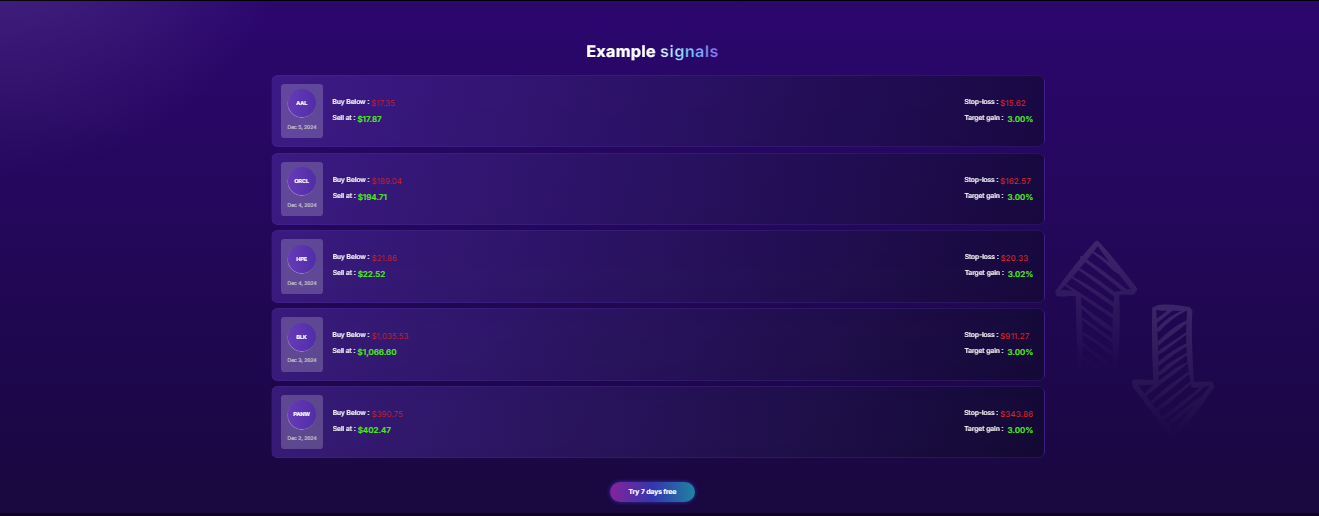 Example signals
AAL
Dec 5, 2024
Buy Below : $17.35
Sell at : $17.87
Stop-loss : $15.62
Target gain : 3.00%
ORCL
Dec 4, 2024
Buy Below : $189.04
Sell at : $194.71
Stop-loss : $162.57
Target gain : 3.00%
HPE
Dec 4, 2024
Buy Below : $21.86
Sell at : $22.52
Stop-loss : $20.33
Target gain : 3.02%
BLK
Dec 3, 2024
Buy Below : $1,035.53
Sell at : $1,066.60
Stop-loss : $911.27
Target gain : 3.00%
PANW
Dec 2, 2024
Buy Below : $390.75
Sell at : $402.47
Stop-loss : $343.86
Target gain : 3.00%
Try 7 days free